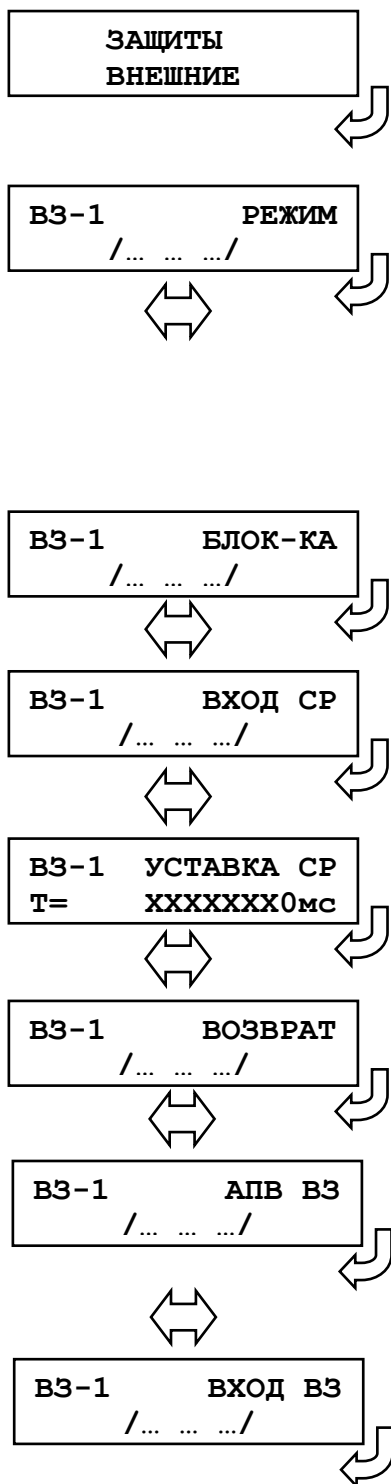 ЗАЩИТЫ
ВНЕШНИЕ
ВЗ-1 РЕЖИМ
/… … …/
ВЗ-1 БЛОК-КА
/… … …/
ВЗ-1 ВХОД СР
/… … …/
ВЗ-1 УСТАВКА СР
Т= ХХХХХХХ0мс
ВЗ-1 ВОЗВРАТ
/… … …/
ВЗ-1 АПВ ВЗ
/… … …/
ВЗ-1 ВХОД ВЗ
/… … …/